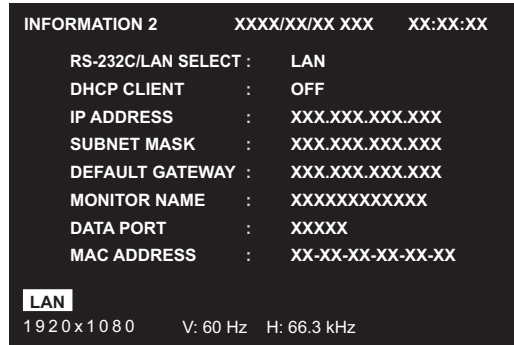 INFORMATION 2 XXXX/XX/XX XXX XX:XX:XX
RS-232C/LAN SELECT : LAN
DHCP CLIENT : OFF
IP ADDRESS : XXX.XXX.XXX.XXX
SUBNET MASK : XXX.XXX.XXX.XXX
DEFAULT GATEWAY : XXX.XXX.XXX.XXX
MONITOR NAME : XXXXXXXXXXXX
DATA PORT : XXXXX
MAC ADDRESS : XX-XX-XX-XX-XX-XX
LAN
1920x1080 V: 60 Hz H: 66.3 kHz